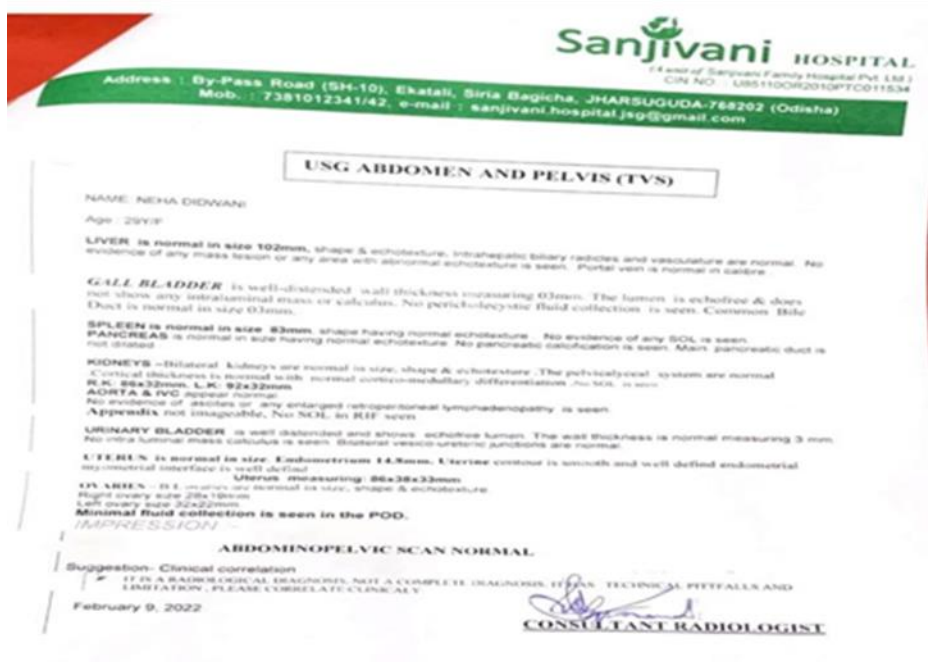 Sanjivani HOSPITAL
(A unit of Sanjivani Family Hospital Pvt. Ltd.)
CIN NO. : U85110OR2010PTC011534
Address : By-Pass Road (SH-10), Ekatali, Siria Bagicha, JHARSUGUDA-768202 (Odisha)
Mob. : 7381012341/42, e-mail : sanjivani.hospital.jsg@gmail.com
USG ABDOMEN AND PELVIS (TVS)
NAME: NEHA DIDWANI
Age : 29Y/F
LIVER is normal in size 102mm, shape & echotexture, intrahepatic biliary radicles and vasculature are normal. No
evidence of any mass lesion or any area with abnormal echotexture is seen. Portal vein is normal in calibre
GALL BLADDER is well-distended wall thickness measuring 03mm. The lumen is echofree & does
not show any intraluminal mass or calculus. No pericholecystic fluid collection is seen. Common Bile
Duct is normal in size 03mm.
SPLEEN is normal in size 83mm, shape having normal echotexture. No evidence of any SOL is seen.
PANCREAS is normal in size having normal echotexture. No pancreatic calcification is seen. Main pancreatic duct is
not dilated
KIDNEYS –Bilateral kidneys are normal in size, shape & echotexture .The pelvicalyceal system are normal
Cortical thickness is normal with normal cortico-medullary differentiation .No SOL is seen
R.K: 86x32mm, L.K: 92x32mm
AORTA & IVC appear normal
No evidence of ascites or any enlarged retroperitoneal lymphadenopathy is seen
Appendix not imageable, No SOL in RIF seen
URINARY BLADDER is well distended and shows echofree lumen. The wall thickness is normal measuring 3 mm
No intra luminal mass calculus is seen. Bilateral vesico-ureteric junctions are normal.
UTERUS is normal in size. Endometrium 14.8mm, Uterine contour is smooth and well defind endometrial
myometrial interface is well defind
Uterus measuring: 86x38x33mm
OVARIES – ovaries are normal in size, shape & echotexture
Right ovary size 28x19mm
Left ovary size 32x22mm
Minimal fluid collection is seen in the POD.
IMPRESSION :-
ABDOMINOPELVIC SCAN NORMAL
Suggestion- Clinical correlation
IT IS A RADIOLOGICAL DIAGNOSIS, NOT A COMPLETE DIAGNOSIS. IT HAS TECHNICAL PITTFALLS AND
LIMITATION , PLEASE CORRELATE CLINICALY
February 9, 2022
CONSULTANT RADIOLOGIST